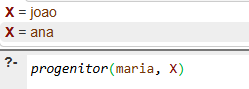 X = joao
X = ana
?- progenitor(maria, X)